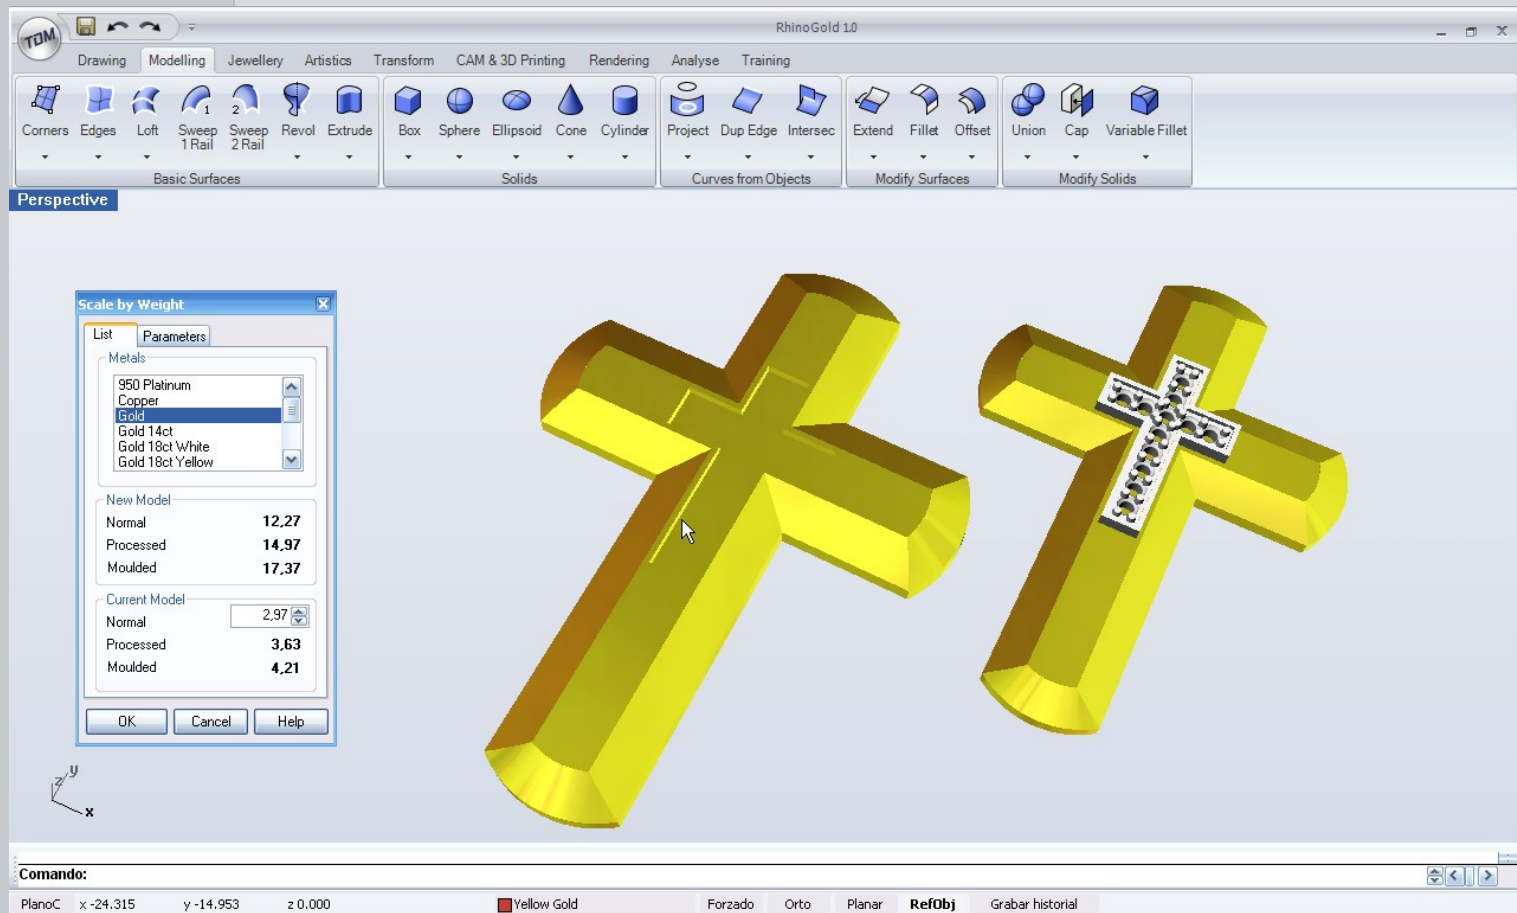 TDM
RhinoGold 1.0
Drawing Modelling Jewellery Artistics Transform CAM & 3D Printing Rendering Analyse Training
Corners Edges Loft Sweep 1 Rail Sweep 2 Rail Revol Extrude Box Sphere Ellipsoid Cone Cylinder Project Dup Edge Intersec Extend Fillet Offset Union Cap Variable Fillet
Basic Surfaces Solids Curves from Objects Modify Surfaces Modify Solids
Perspective
Scale by Weight
List Parameters
Metals
950 Platinum
Copper
Gold
Gold 14ct
Gold 18ct White
Gold 18ct Yellow
New Model
Normal 12,27
Processed 14,97
Moulded 17,37
Current Model
Normal 2,97
Processed 3,63
Moulded 4,21
OK Cancel Help
z y
x
Comando:
PlanoC x -24.315 y -14.953 z 0.000 Yellow Gold Forzado Orto Planar RefObj Grabar historial